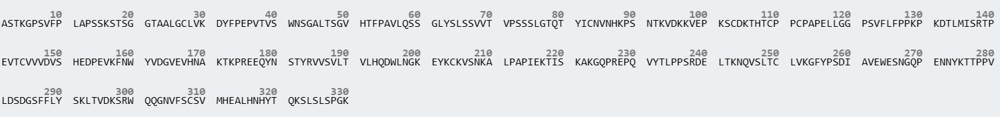 10 20 30 40 50 60 70 80 90 100 110 120 130 140
ASTKGPSVFP LAPSSKSTSG GTAALGCLVK DYFPEPVTVS WNSGALTSGV HTFPAVLQSS GLYSLSSVVT VPSSSLGTQT YICNVNHKPS NTKVDKKVEP KSCDKTHTCP PCPAPELLGG PSVFLFPPKP KDTLMISRTP
150 160 170 180 190 200 210 220 230 240 250 260 270 280
EVTCVVVDVS HEDPEVKFNW YVDGVEVHNA KTKPREEQYN STYRVVSVLT VLHQDWLNGK EYKCKVSNKA LPAPIEKTIS KAKGQPREPQ VYTLPPSRDE LTKNQVSLTC LVKGFYPSDI AVEWESNGQP ENNYKTTPPV
290 300 310 320 330
LDSDGSFFLY SKLTVDKSRW QQGNVFSCSV MHEALHNHYT QKSLSLSPGK